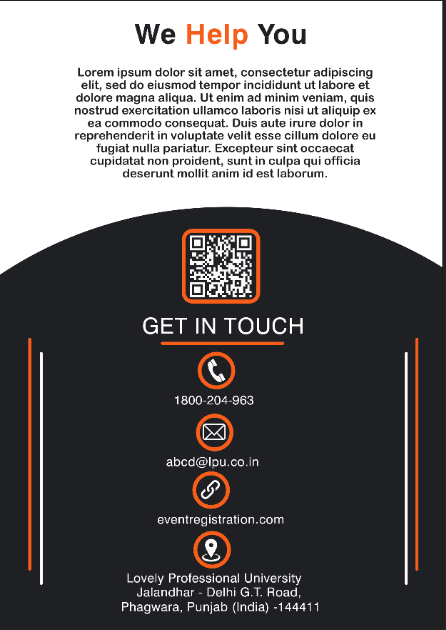 We Help You
Lorem ipsum dolor sit amet, consectetur adipiscing
elit, sed do eiusmod tempor incididunt ut labore et
dolore magna aliqua. Ut enim ad minim veniam, quis
nostrud exercitation ullamco laboris nisi ut aliquip ex
ea commodo consequat. Duis aute irure dolor in
reprehenderit in voluptate velit esse cillum dolore eu
fugiat nulla pariatur. Excepteur sint occaecat
cupidatat non proident, sunt in culpa qui officia
deserunt mollit anim id est laborum.
GET IN TOUCH
1800-204-963
abcd@lpu.co.in
eventregistration.com
Lovely Professional University
Jalandhar - Delhi G.T. Road,
Phagwara, Punjab (India) -144411